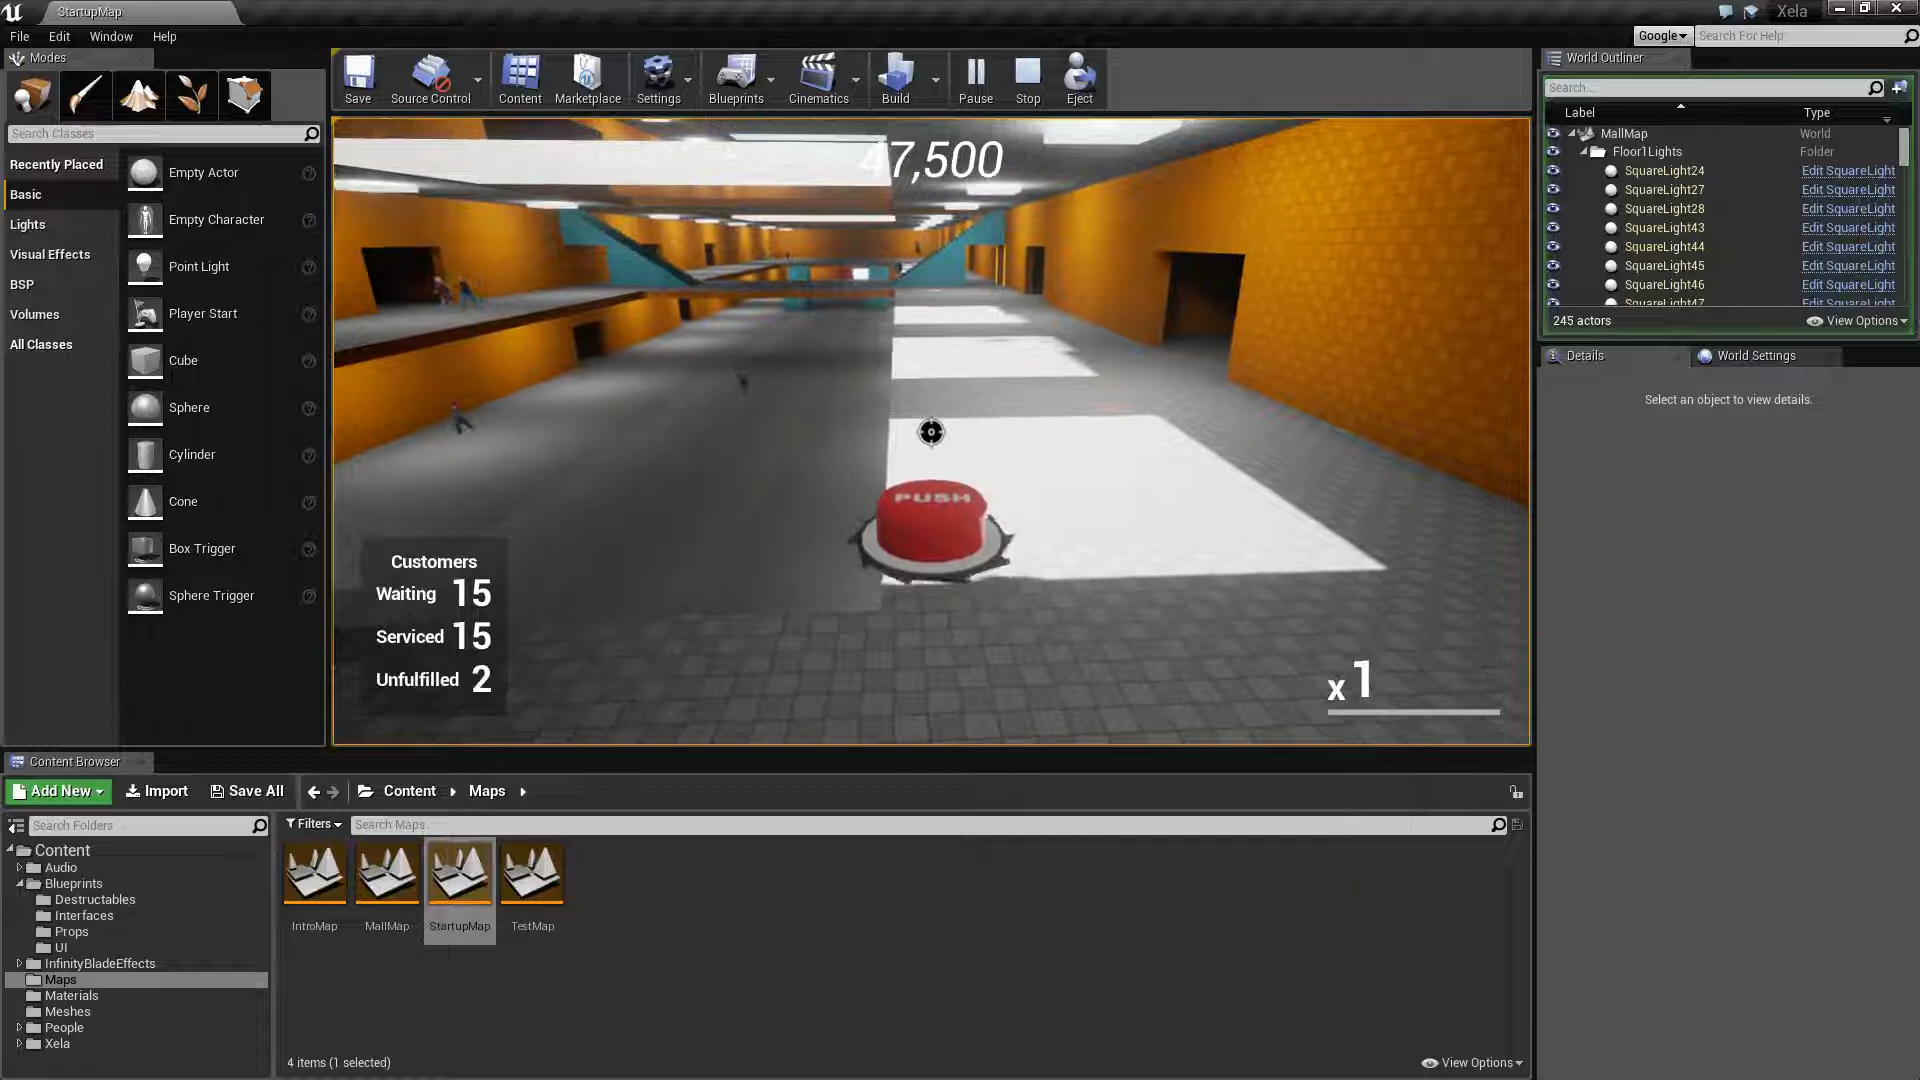 StartupMap
Xela
File Edit Window Help
Google
Search For Help
Modes
Save
Source Control
Content
Marketplace
Settings
Blueprints
Cinematics
Build
Pause
Stop
Eject
World Outliner
Search Classes
Search...
Label
Type
Recently Placed
Basic
Lights
Visual Effects
BSP
Volumes
All Classes
Empty Actor
Empty Character
Point Light
Player Start
Cube
Sphere
Cylinder
Cone
Box Trigger
Sphere Trigger
47,500
PUSH
Customers
Waiting 15
Serviced 15
Unfulfilled 2
x 1
MallMap World
Floor1Lights Folder
SquareLight24 Edit SquareLight
SquareLight27 Edit SquareLight
SquareLight28 Edit SquareLight
SquareLight43 Edit SquareLight
SquareLight44 Edit SquareLight
SquareLight45 Edit SquareLight
SquareLight46 Edit SquareLight
SquareLight47 Edit SquareLight
245 actors
View Options
Details
World Settings
Select an object to view details.
Content Browser
Add New
Import
Save All
Content
Maps
Search Folders
Filters
Search Maps
Content
Audio
Blueprints
Destructables
Interfaces
Props
UI
InfinityBladeEffects
Maps
Materials
Meshes
People
Xela
IntroMap
MallMap
StartupMap
TestMap
4 items (1 selected)
View Options